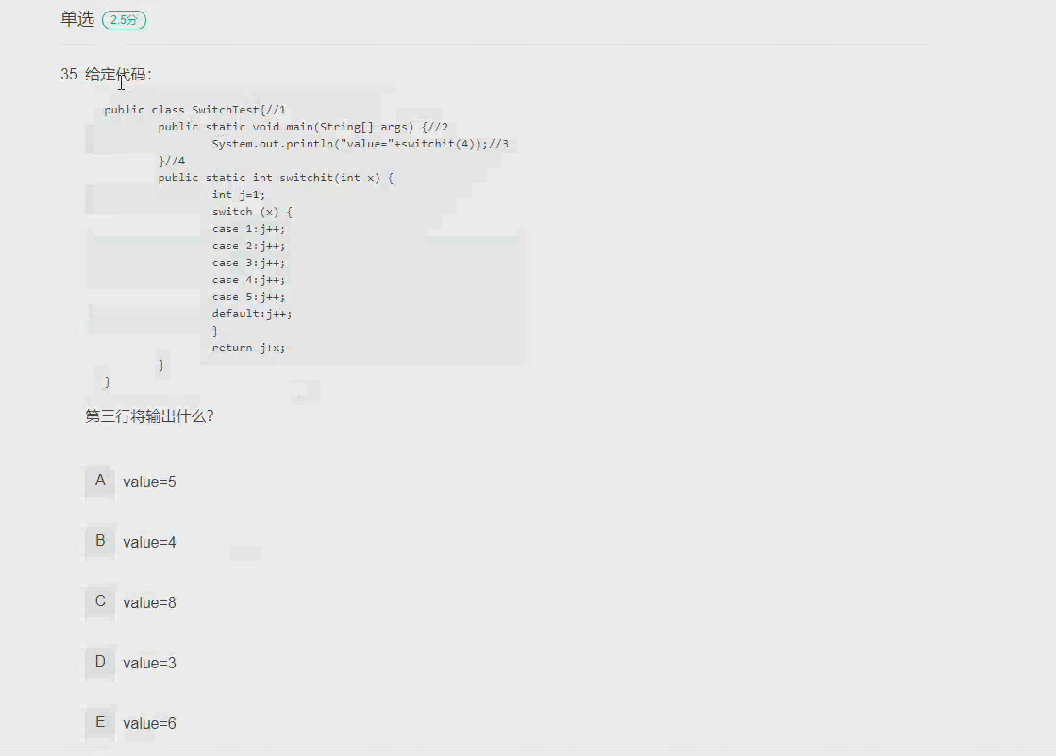 单选 2.5分
35 给定代码：
public class SwitchTest{//1
public static void main(String[] args) {//2
System.out.println("value="+switchit(4));//3
}//4
public static int switchit(int x) {
int j=1;
switch (x) {
case 1:j++;
case 2:j++;
case 3:j++;
case 4:j++;
case 5:j++;
default:j++;
}
return j+x;
}
}
第三行将输出什么?
A value=5
B value=4
C value=8
D value=3
E value=6